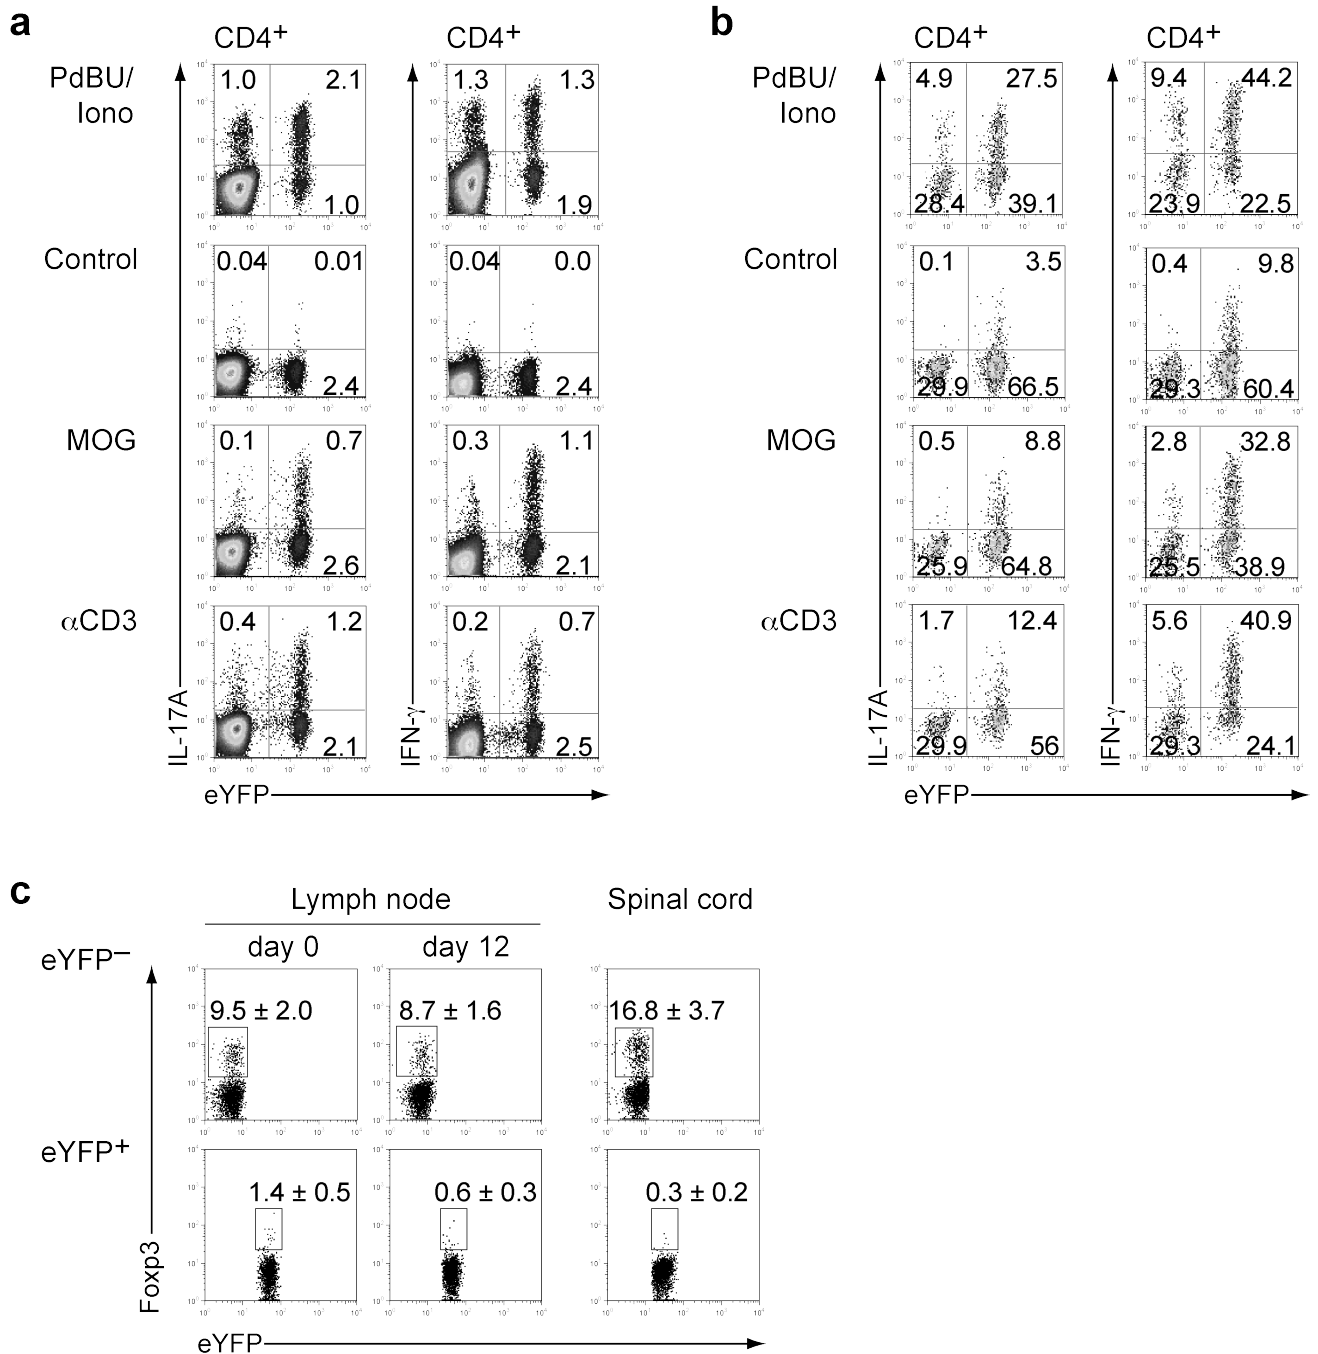 a
CD4+ CD4+
PdBU/
Iono
1.0 2.1 1.3 1.3
1.0 1.9
Control
0.04 0.01 0.04 0.0
2.4 2.4
MOG
0.1 0.7 0.3 1.1
2.6 2.1
αCD3
0.4 1.2 0.2 0.7
2.1 2.5
IL-17A
IFN-γ
eYFP
b
CD4+ CD4+
PdBU/
Iono
4.9 27.5 9.4 44.2
28.4 39.1 23.9 22.5
Control
0.1 3.5 0.4 9.8
29.9 66.5 29.3 60.4
MOG
0.5 8.8 2.8 32.8
25.9 64.8 25.5 38.9
αCD3
1.7 12.4 5.6 40.9
29.9 56 29.3 24.1
IL-17A
IFN-γ
eYFP
c
Lymph node Spinal cord
day 0 day 12
eYFP–
9.5 ± 2.0 8.7 ± 1.6 16.8 ± 3.7
eYFP+
1.4 ± 0.5 0.6 ± 0.3 0.3 ± 0.2
Foxp3
eYFP